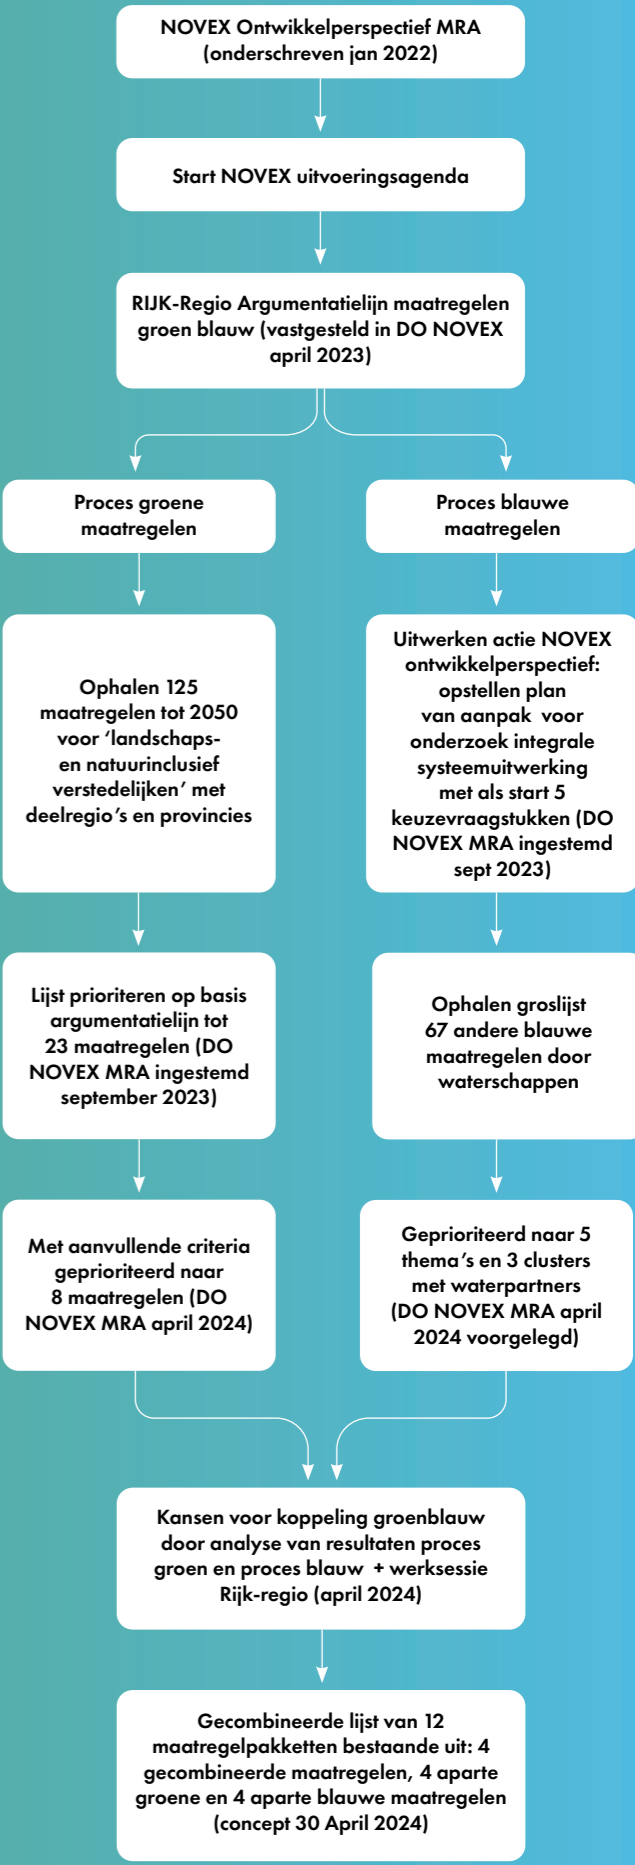 NOVEX Ontwikkelperspectief MRA
(onderschreven jan 2022)
Start NOVEX uitvoeringsagenda
RIJK-Regio Argumentatielijn maatregelen
groen blauw (vastgesteld in DO NOVEX
april 2023)
Proces groene
maatregelen
Ophalen 125
maatregelen tot 2050
voor ‘landschaps-
en natuurinclusief
verstedelijken’ met
deelregio’s en provincies
Lijst prioriteren op basis
argumentatielijn tot
23 maatregelen (DO
NOVEX MRA ingestemd
september 2023)
Met aanvullende criteria
geprioriteerd naar
8 maatregelen (DO
NOVEX MRA april 2024)
Proces blauwe
maatregelen
Uitwerken actie NOVEX
ontwikkelperspectief:
opstellen plan
van aanpak voor
onderzoek integrale
systeemuitwerking
met als start 5
keuzevraagstukken (DO
NOVEX MRA ingestemd
sept 2023)
Ophalen groslijst
67 andere blauwe
maatregelen door
waterschappen
Geprioriteerd naar 5
thema’s en 3 clusters
met waterpartners
(DO NOVEX MRA april
2024 voorgelegd)
Kansen voor koppeling groenblauw
door analyse van resultaten proces
groen en proces blauw + werksessie
Rijk-regio (april 2024)
Gecombineerde lijst van 12
maatregelpakketten bestaande uit: 4
gecombineerde maatregelen, 4 aparte
groene en 4 aparte blauwe maatregelen
(concept 30 April 2024)